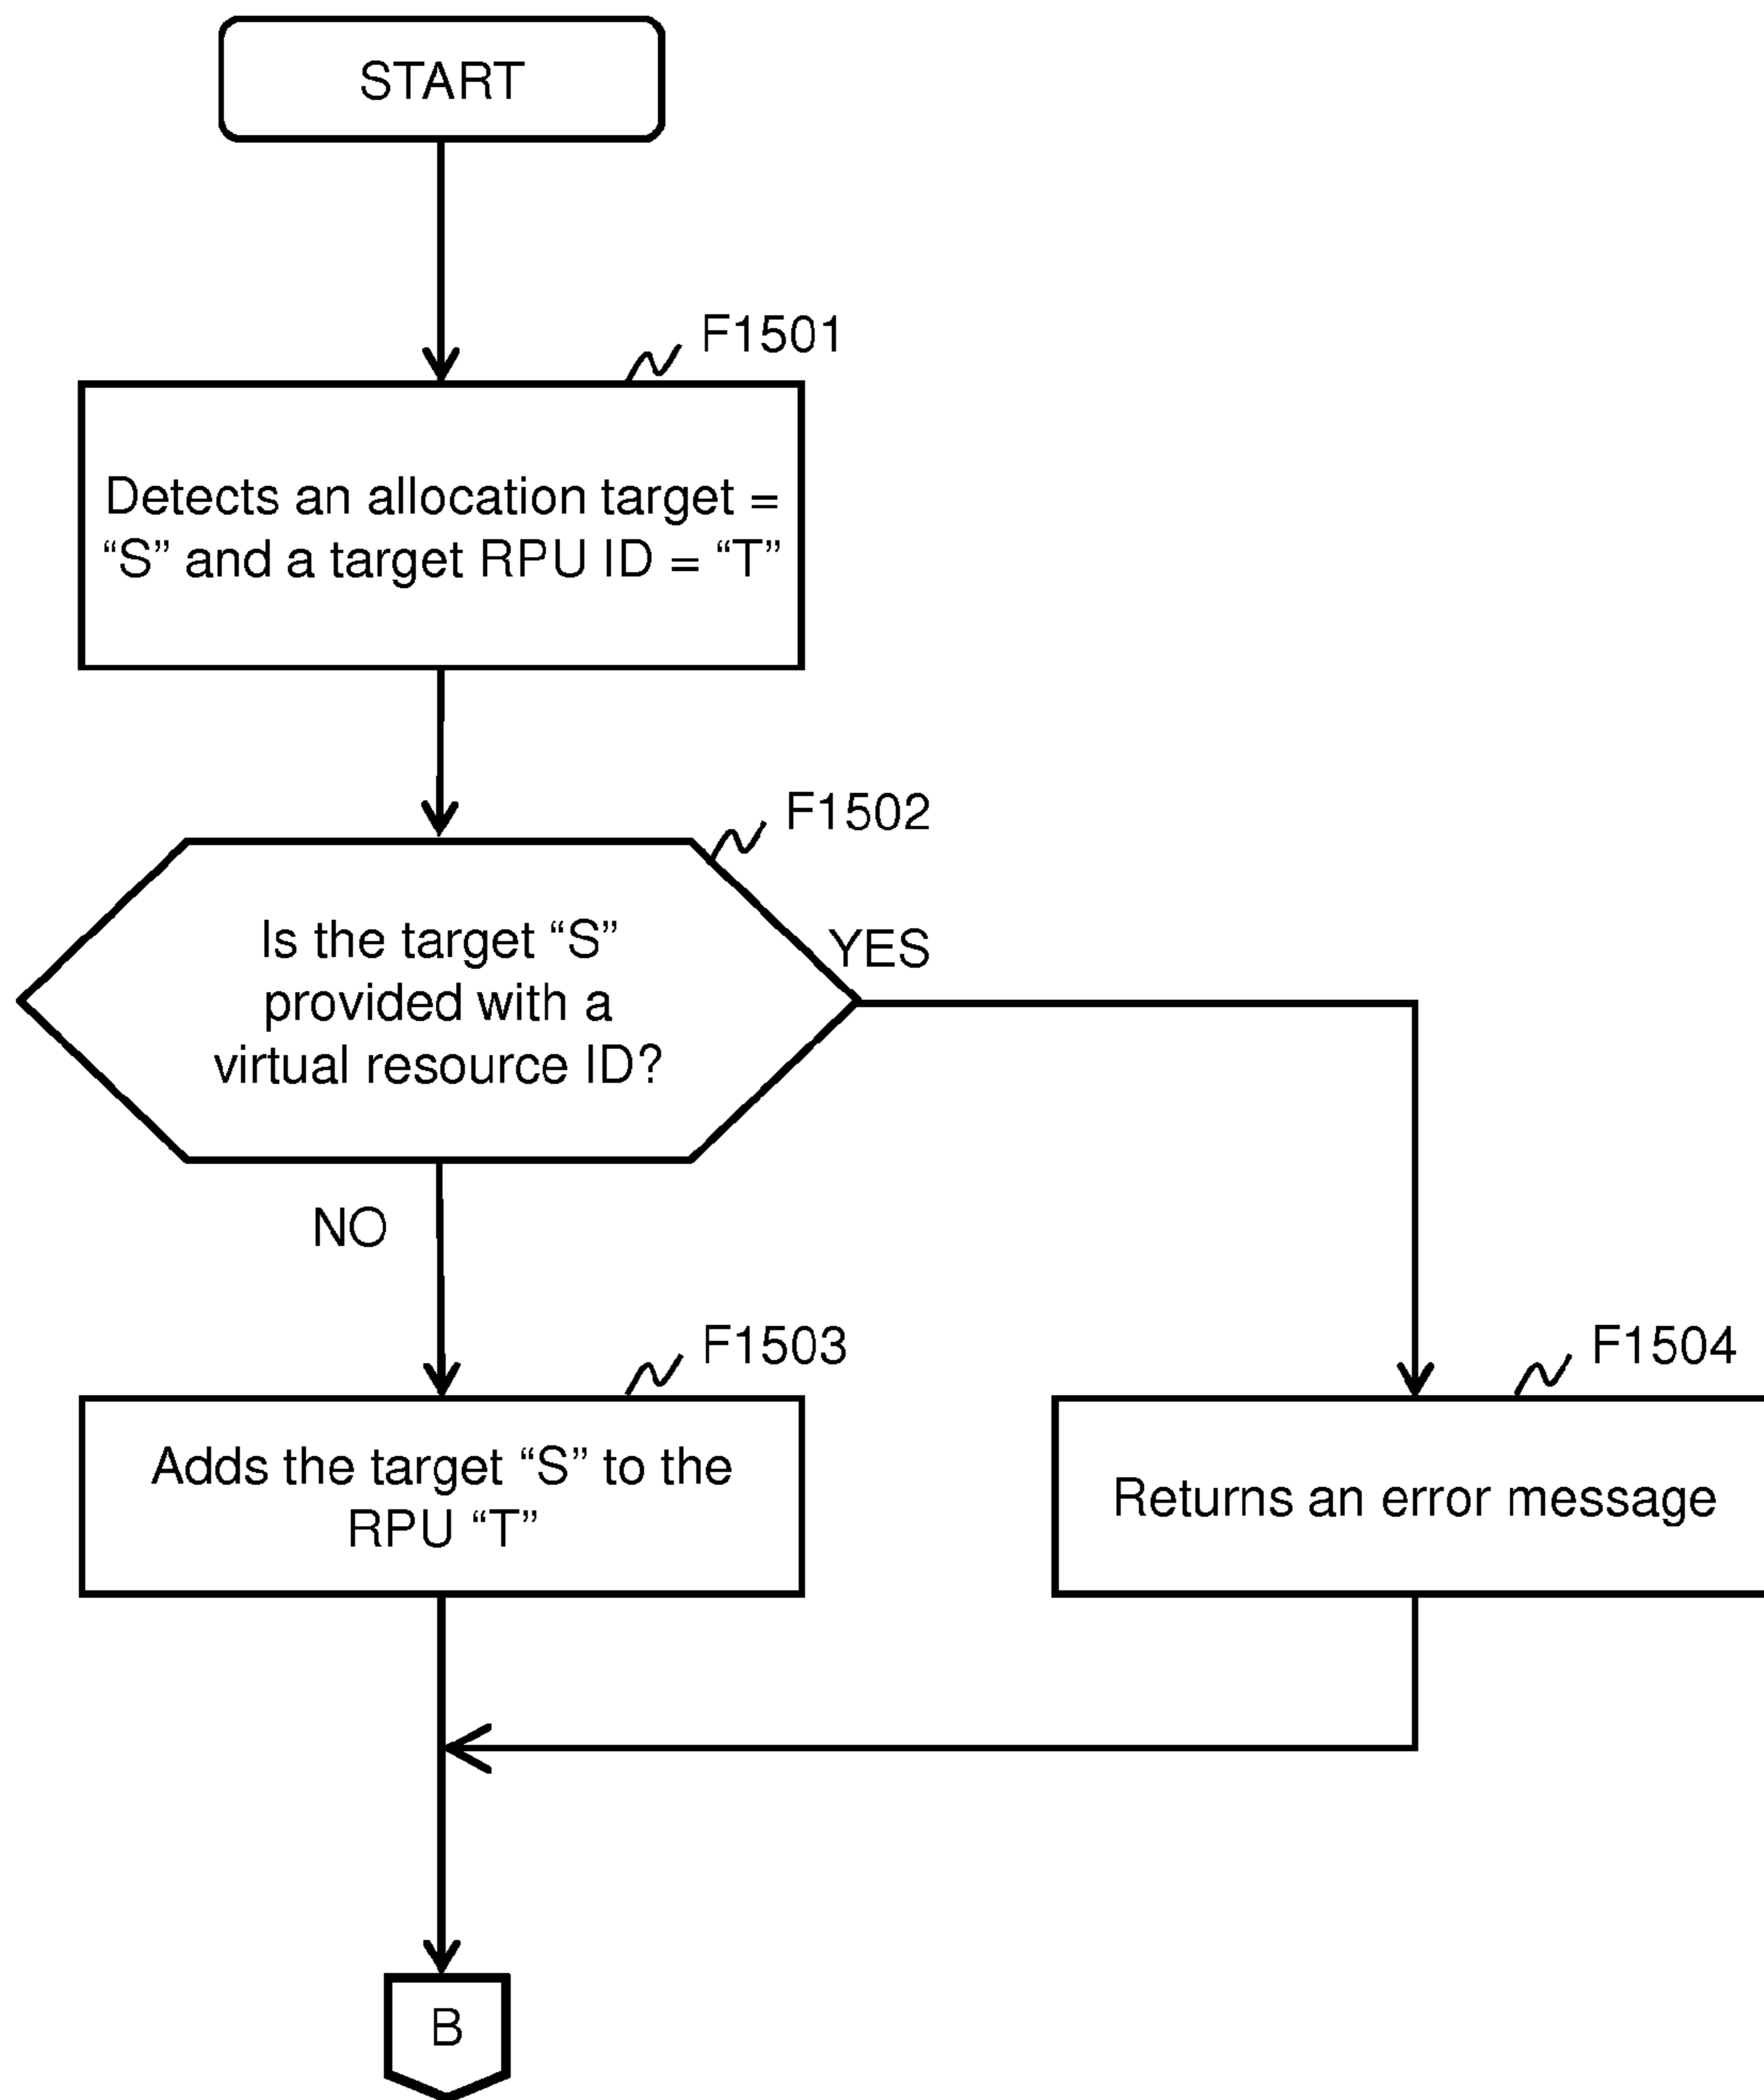 START
F1501
Detects an allocation target =
“S” and a target RPU ID = “T”
F1502
Is the target “S”
provided with a
virtual resource ID?
YES
NO
F1503
Adds the target “S” to the
RPU “T”
F1504
Returns an error message
B